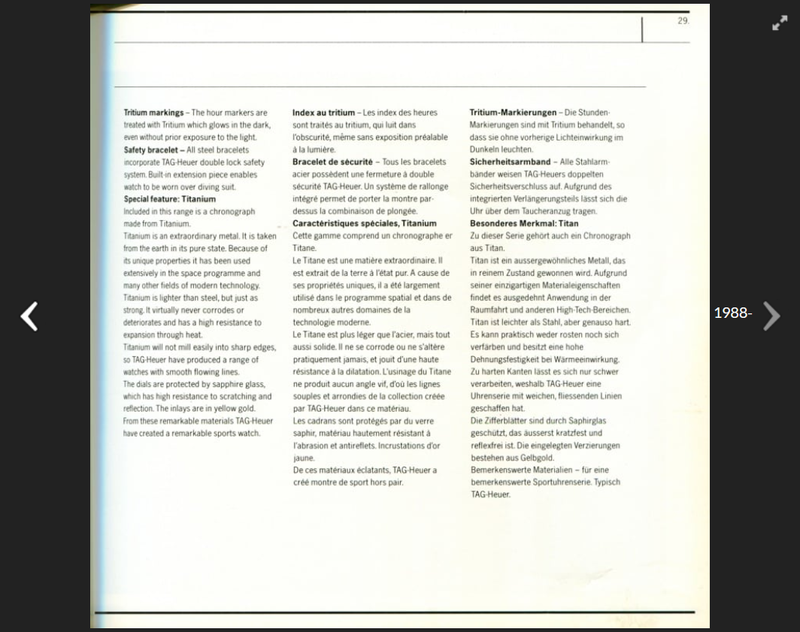 29.
Tritium markings – The hour markers are
treated with Tritium which glows in the dark,
even without prior exposure to the light.
Safety bracelet – All steel bracelets
incorporate TAG-Heuer double lock safety
system. Built-in extension piece enables
watch to be worn over diving suit.
Special feature: Titanium
Included in this range is a chronograph
made from Titanium.
Titanium is an extraordinary metal. It is taken
from the earth in its pure state. Because of
its unique properties it has been used
extensively in the space programme and
many other fields of modern technology.
Titanium is lighter than steel, but just as
strong. It virtually never corrodes or
deteriorates and has a high resistance to
expansion through heat.
Titanium will not mill easily into sharp edges,
so TAG-Heuer have produced a range of
watches with smooth flowing lines.
The dials are protected by sapphire glass,
which has high resistance to scratching and
reflection. The inlays are in yellow gold.
From these remarkable materials TAG-Heuer
have created a remarkable sports watch.
Index au tritium – Les index des heures
sont traités au tritium, qui luit dans
l'obscurité, même sans exposition préalable
à la lumière.
Bracelet de sécurité – Tous les bracelets
acier possèdent une fermeture à double
sécurité TAG-Heuer. Un système de rallonge
intégré permet de porter la montre par-
dessus la combinaison de plongée.
Caractéristiques spéciales, Titanium
Cette gamme comprend un chronographe er
Titane.
Le Titane est une matière extraordinaire. Il
est extrait de la terre à l'état pur. A cause de
ses propriétés uniques, il a été largement
utilisé dans le programme spatial et dans de
nombreux autres domaines de la
technologie moderne.
Le Titane est plus léger que l'acier, mais tout
aussi solide. Il ne se corrode ou ne s'altère
pratiquement jamais, et jouit d'une haute
résistance à la dilatation. L'usinage du Titane
ne produit aucun angle vif, d'où les lignes
souples et arrondies de la collection créée
par TAG-Heuer dans ce matériau.
Les cadrans sont protégés par du verre
saphir, matériau hautement résistant à
l'abrasion et antireflets. Incrustations d'or
jaune.
De ces matériaux éclatants, TAG-Heuer a
créé montre de sport hors pair.
Tritium-Markierungen – Die Stunden-
Markierungen sind mit Tritium behandelt, so
dass sie ohne vorherige Lichteinwirkung im
Dunkeln leuchten.
Sicherheitsarmband – Alle Stahlarm-
bänder weisen TAG-Heuers doppelten
Sicherheitsverschluss auf. Aufgrund des
integrierten Verlängerungsteils lässt sich die
Uhr über dem Taucheranzug tragen.
Besonderes Merkmal: Titan
Zu dieser Serie gehört auch ein Chronograph
aus Titan.
Titan ist ein aussergewöhnliches Metall, das
in reinem Zustand gewonnen wird. Aufgrund
seiner einzigartigen Materialeigenschaften
findet es ausgedehnt Anwendung in der
Raumfahrt und anderen High-Tech-Bereichen.
Titan ist leichter als Stahl, aber genauso hart.
Es kann praktisch weder rosten noch sich
verfärben und besitzt eine hohe
Dehnungsfestigkeit bei Wärmeeinwirkung.
Zu harten Kanten lässt es sich nur schwer
verarbeiten, weshalb TAG-Heuer eine
Uhrenserie mit weichen, fliessenden Linien
geschaffen hat.
Die Zifferblätter sind durch Saphirglas
geschützt, das äusserst kratzfest und
reflexfrei ist. Die eingelegten Verzierungen
bestehen aus Gelbgold.
Bemerkenswerte Materialien – für eine
bemerkenswerte Sportuhrenserie. Typisch
TAG-Heuer.
1988-